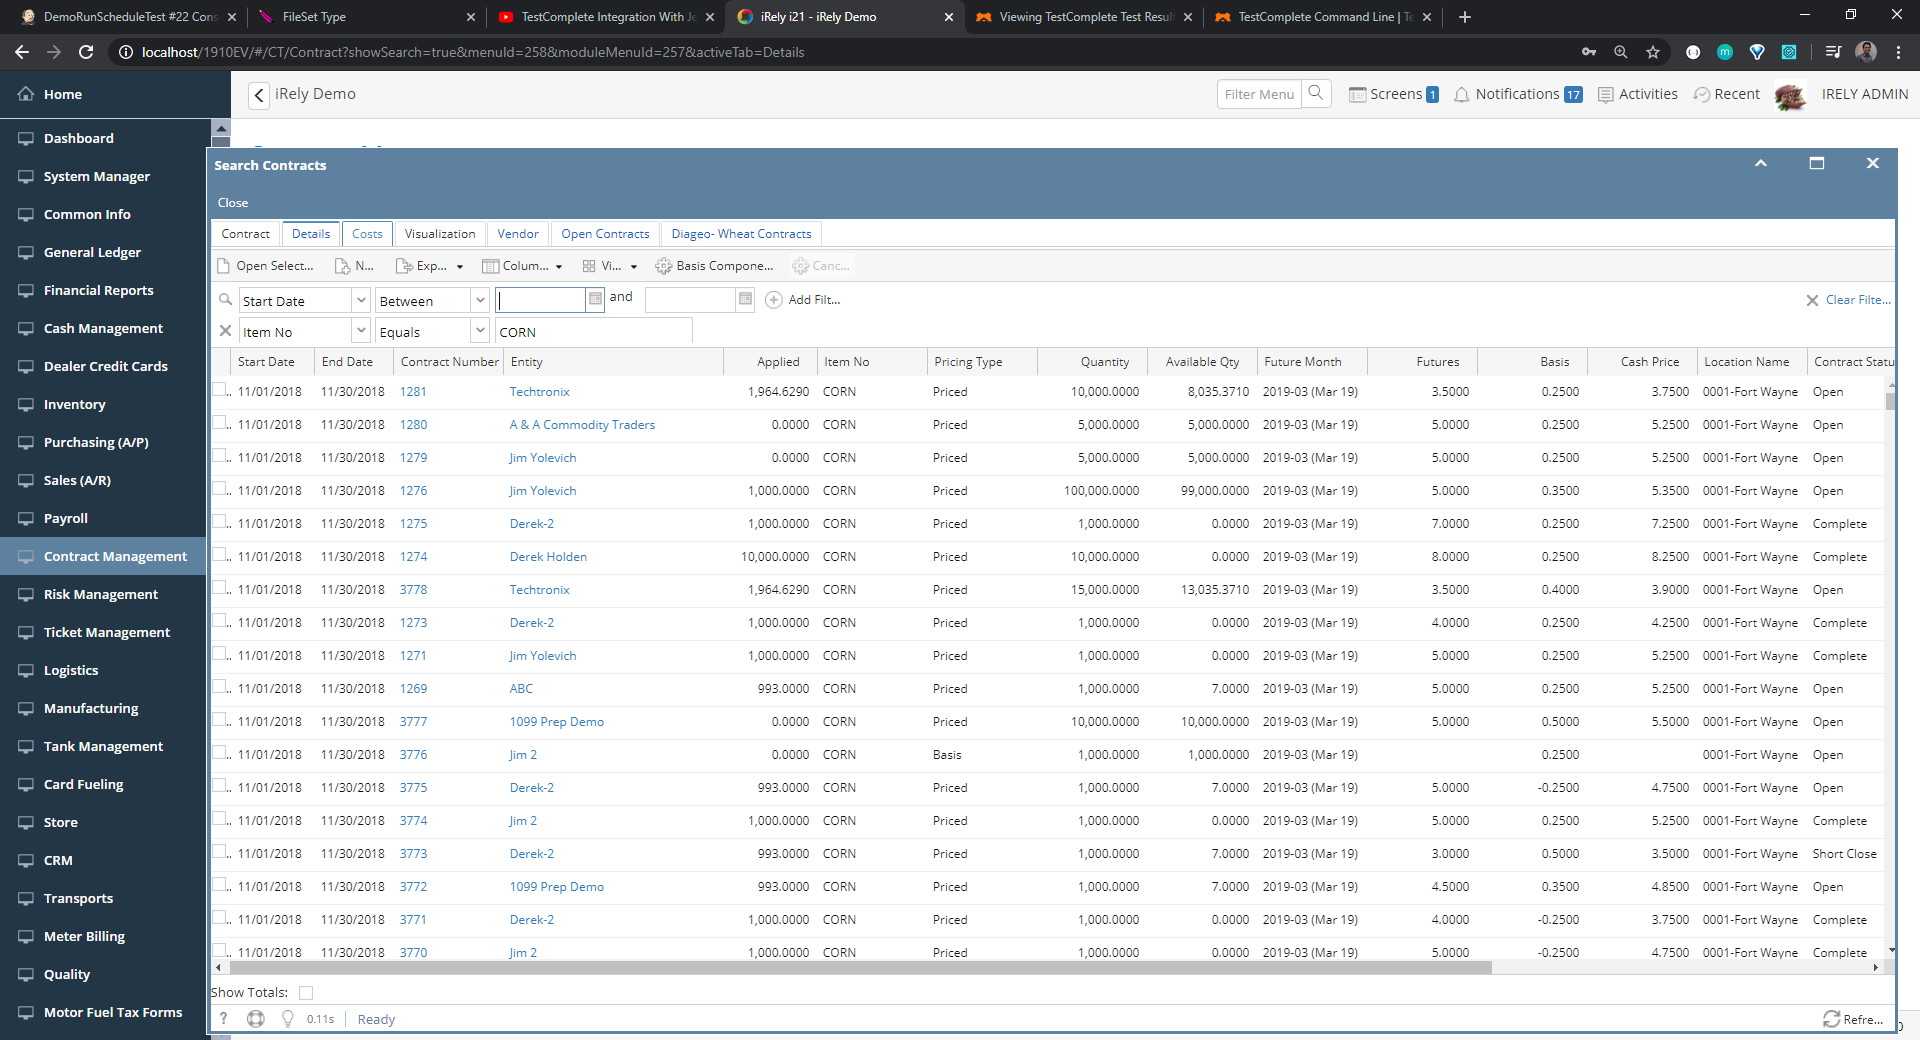 DemoRunScheduleTest #22 Cons
FileSet Type
TestComplete Integration With Je
iRely i21 - iRely Demo
Viewing TestComplete Test Resul
TestComplete Command Line | Te
localhost/1910EV/#/CT/Contract?showSearch=true&menuId=258&moduleMenuId=257&activeTab=Details
Home
iRely Demo
Filter Menu
Screens 1
Notifications 17
Activities
Recent
IRELY ADMIN
Dashboard
System Manager
Common Info
General Ledger
Financial Reports
Cash Management
Dealer Credit Cards
Inventory
Purchasing (A/P)
Sales (A/R)
Payroll
Contract Management
Risk Management
Ticket Management
Logistics
Manufacturing
Tank Management
Card Fueling
Store
CRM
Transports
Meter Billing
Quality
Motor Fuel Tax Forms
Search Contracts
Close
Contract Details Costs Visualization Vendor Open Contracts Diageo- Wheat Contracts
Open Select... N... Exp... Colum... Vi... Basis Compone... Canc...
Start Date Between and Add Filt... Clear Filte...
Item No Equals CORN
Start Date End Date Contract Number Entity Applied Item No Pricing Type Quantity Available Qty Future Month Futures Basis Cash Price Location Name Contract Statu
11/01/2018 11/30/2018 1281 Techtronix 1,964.6290 CORN Priced 10,000.0000 8,035.3710 2019-03 (Mar 19) 3.5000 0.2500 3.7500 0001-Fort Wayne Open
11/01/2018 11/30/2018 1280 A & A Commodity Traders 0.0000 CORN Priced 5,000.0000 5,000.0000 2019-03 (Mar 19) 5.0000 0.2500 5.2500 0001-Fort Wayne Open
11/01/2018 11/30/2018 1279 Jim Yolevich 0.0000 CORN Priced 5,000.0000 5,000.0000 2019-03 (Mar 19) 5.0000 0.2500 5.2500 0001-Fort Wayne Open
11/01/2018 11/30/2018 1276 Jim Yolevich 1,000.0000 CORN Priced 100,000.0000 99,000.0000 2019-03 (Mar 19) 5.0000 0.3500 5.3500 0001-Fort Wayne Open
11/01/2018 11/30/2018 1275 Derek-2 1,000.0000 CORN Priced 1,000.0000 0.0000 2019-03 (Mar 19) 7.0000 0.2500 7.2500 0001-Fort Wayne Complete
11/01/2018 11/30/2018 1274 Derek Holden 10,000.0000 CORN Priced 10,000.0000 0.0000 2019-03 (Mar 19) 8.0000 0.2500 8.2500 0001-Fort Wayne Complete
11/01/2018 11/30/2018 3778 Techtronix 1,964.6290 CORN Priced 15,000.0000 13,035.3710 2019-03 (Mar 19) 3.5000 0.4000 3.9000 0001-Fort Wayne Open
11/01/2018 11/30/2018 1273 Derek-2 1,000.0000 CORN Priced 1,000.0000 0.0000 2019-03 (Mar 19) 4.0000 0.2500 4.2500 0001-Fort Wayne Complete
11/01/2018 11/30/2018 1271 Jim Yolevich 1,000.0000 CORN Priced 1,000.0000 0.0000 2019-03 (Mar 19) 5.0000 0.2500 5.2500 0001-Fort Wayne Complete
11/01/2018 11/30/2018 1269 ABC 993.0000 CORN Priced 1,000.0000 7.0000 2019-03 (Mar 19) 5.0000 0.2500 5.2500 0001-Fort Wayne Open
11/01/2018 11/30/2018 3777 1099 Prep Demo 0.0000 CORN Priced 10,000.0000 10,000.0000 2019-03 (Mar 19) 5.0000 0.5000 5.5000 0001-Fort Wayne Open
11/01/2018 11/30/2018 3776 Jim 2 0.0000 CORN Basis 1,000.0000 1,000.0000 2019-03 (Mar 19) 0.2500 0001-Fort Wayne Open
11/01/2018 11/30/2018 3775 Derek-2 993.0000 CORN Priced 1,000.0000 7.0000 2019-03 (Mar 19) 5.0000 -0.2500 4.7500 0001-Fort Wayne Open
11/01/2018 11/30/2018 3774 Jim 2 1,000.0000 CORN Priced 1,000.0000 0.0000 2019-03 (Mar 19) 5.0000 0.2500 5.2500 0001-Fort Wayne Complete
11/01/2018 11/30/2018 3773 Derek-2 993.0000 CORN Priced 1,000.0000 7.0000 2019-03 (Mar 19) 3.0000 0.5000 3.5000 0001-Fort Wayne Short Close
11/01/2018 11/30/2018 3772 1099 Prep Demo 993.0000 CORN Priced 1,000.0000 7.0000 2019-03 (Mar 19) 4.5000 0.3500 4.8500 0001-Fort Wayne Open
11/01/2018 11/30/2018 3771 Derek-2 1,000.0000 CORN Priced 1,000.0000 0.0000 2019-03 (Mar 19) 4.0000 -0.2500 3.7500 0001-Fort Wayne Complete
11/01/2018 11/30/2018 3770 Jim 2 1,000.0000 CORN Priced 1,000.0000 0.0000 2019-03 (Mar 19) 5.0000 -0.2500 4.7500 0001-Fort Wayne Complete
Show Totals:
? 0.11s Ready Refre...